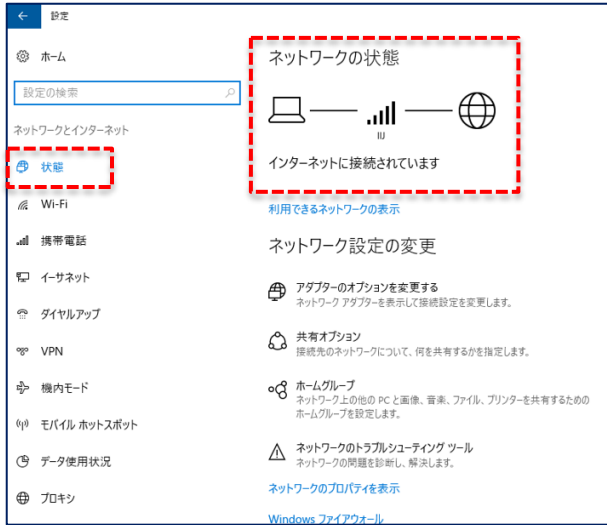 設定
ホーム
設定の検索
ネットワークとインターネット
状態
Wi-Fi
携帯電話
イーサネット
ダイヤルアップ
VPN
機内モード
モバイル ホットスポット
データ使用状況
プロキシ
ネットワークの状態
IIJ
インターネットに接続されています
利用できるネットワークの表示
ネットワーク設定の変更
アダプターのオプションを変更する
ネットワーク アダプターを表示して接続設定を変更します。
共有オプション
接続先のネットワークについて、何を共有するかを指定します。
ホームグループ
ネットワーク上の他の PC と画像、音楽、ファイル、プリンターを共有するための
ホームグループを設定します。
ネットワークのトラブルシューティング ツール
ネットワークの問題を診断し、解決します。
ネットワークのプロパティを表示
Windows ファイアウォール